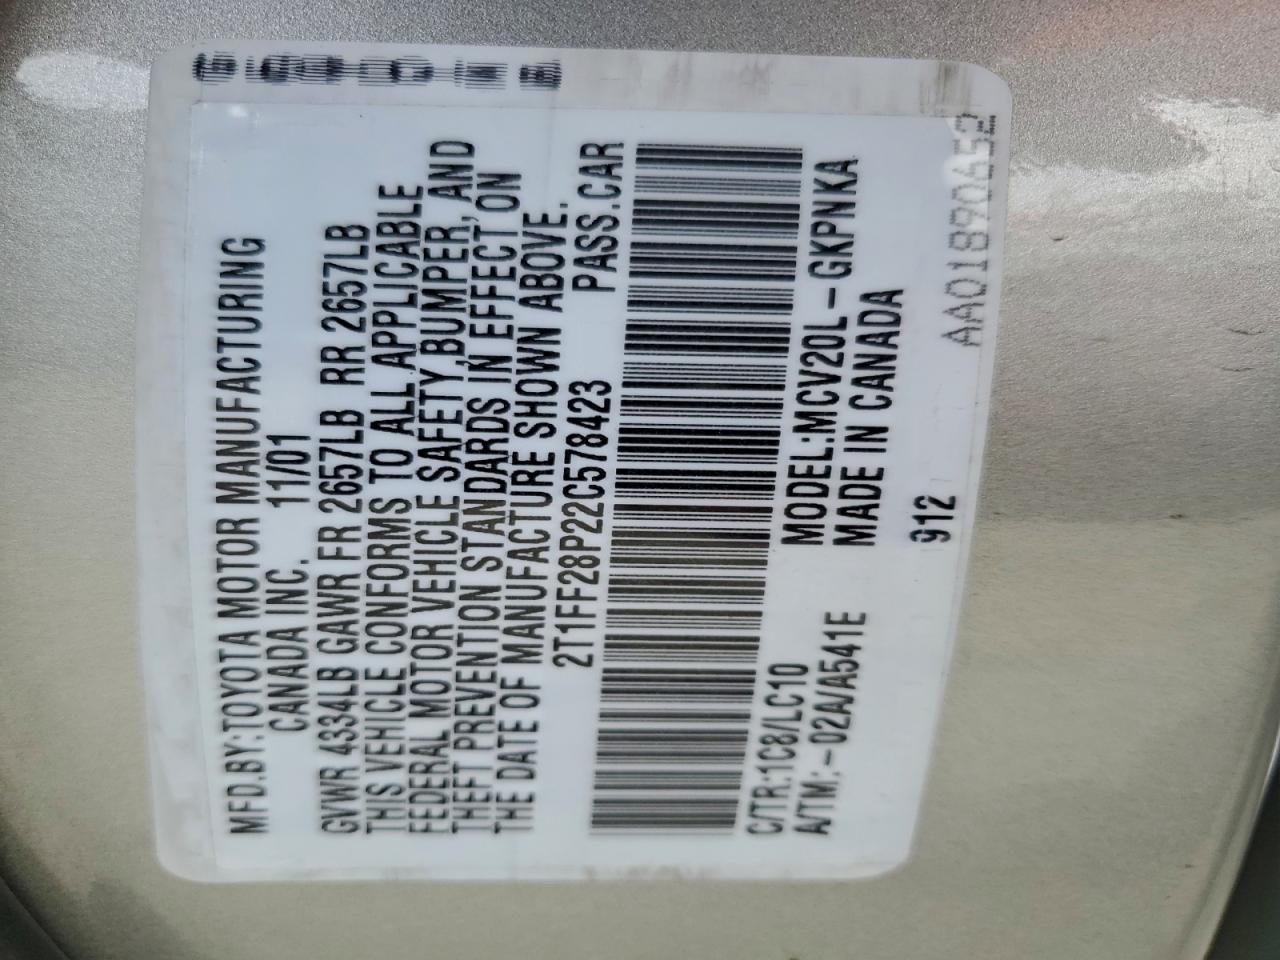 MFD.BY:TOYOTA MOTOR MANUFACTURING
CANADA INC. 11/01
GVWR 4334LB GAWR FR 2657LB RR 2657LB
THIS VEHICLE CONFORMS TO ALL APPLICABLE
FEDERAL MOTOR VEHICLE SAFETY,BUMPER, AND
THEFT PREVENTION STANDARDS IN EFFECT ON
THE DATE OF MANUFACTURE SHOWN ABOVE.
2T1FF28P22C578423 PASS.CAR
C/TR:1C8/LC10 MODEL:MCV20L-GKPNKA
A/TM:-02A/A541E MADE IN CANADA
912
AA01890652